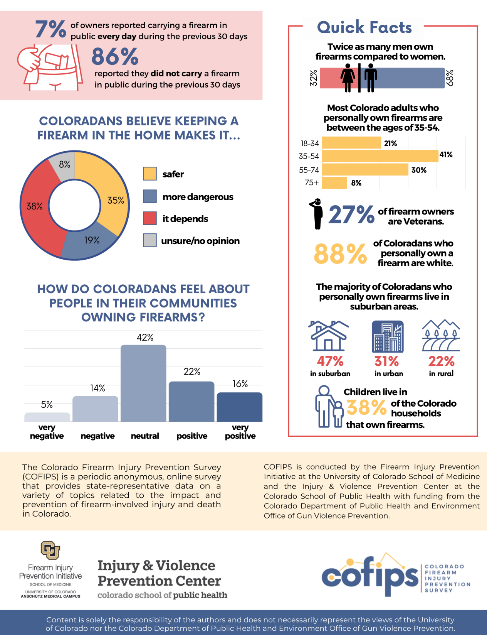 7% of owners reported carrying a firearm in
public every day during the previous 30 days
86%
reported they did not carry a firearm
in public during the previous 30 days
COLORADANS BELIEVE KEEPING A
FIREARM IN THE HOME MAKES IT...
8%
35%
38%
19%
safer
more dangerous
it depends
unsure/no opinion
HOW DO COLORADANS FEEL ABOUT
PEOPLE IN THEIR COMMUNITIES
OWNING FIREARMS?
5%
14%
42%
22%
16%
very negative
negative
neutral
positive
very positive
Quick Facts
Twice as many men own
firearms compared to women.
32%
68%
Most Colorado adults who
personally own firearms are
between the ages of 35-54.
18-34 21%
35-54 41%
55-74 30%
75+ 8%
27% of firearm owners
are Veterans.
88% of Coloradans who
personally own a
firearm are white.
The majority of Coloradans who
personally own firearms live in
suburban areas.
47% 31% 22%
in suburban in urban in rural
Children live in
38% of the Colorado
households
that own firearms.
The Colorado Firearm Injury Prevention Survey
(COFIPS) is a periodic anonymous, online survey
that provides state-representative data on a
variety of topics related to the impact and
prevention of firearm-involved injury and death
in Colorado.
COFIPS is conducted by the Firearm Injury Prevention
Initiative at the University of Colorado School of Medicine
and the Injury & Violence Prevention Center at the
Colorado School of Public Health with funding from the
Colorado Department of Public Health and Environment
Office of Gun Violence Prevention.
Firearm Injury
Prevention Initiative
SCHOOL OF MEDICINE
UNIVERSITY OF COLORADO
ANSCHUTZ MEDICAL CAMPUS
Injury & Violence
Prevention Center
colorado school of public health
cofips
COLORADO
FIREARM
INJURY
PREVENTION
SURVEY
Content is solely the responsibility of the authors and does not necessarily represent the views of the University
of Colorado nor the Colorado Department of Public Health and Environment Office of Gun Violence Prevention.